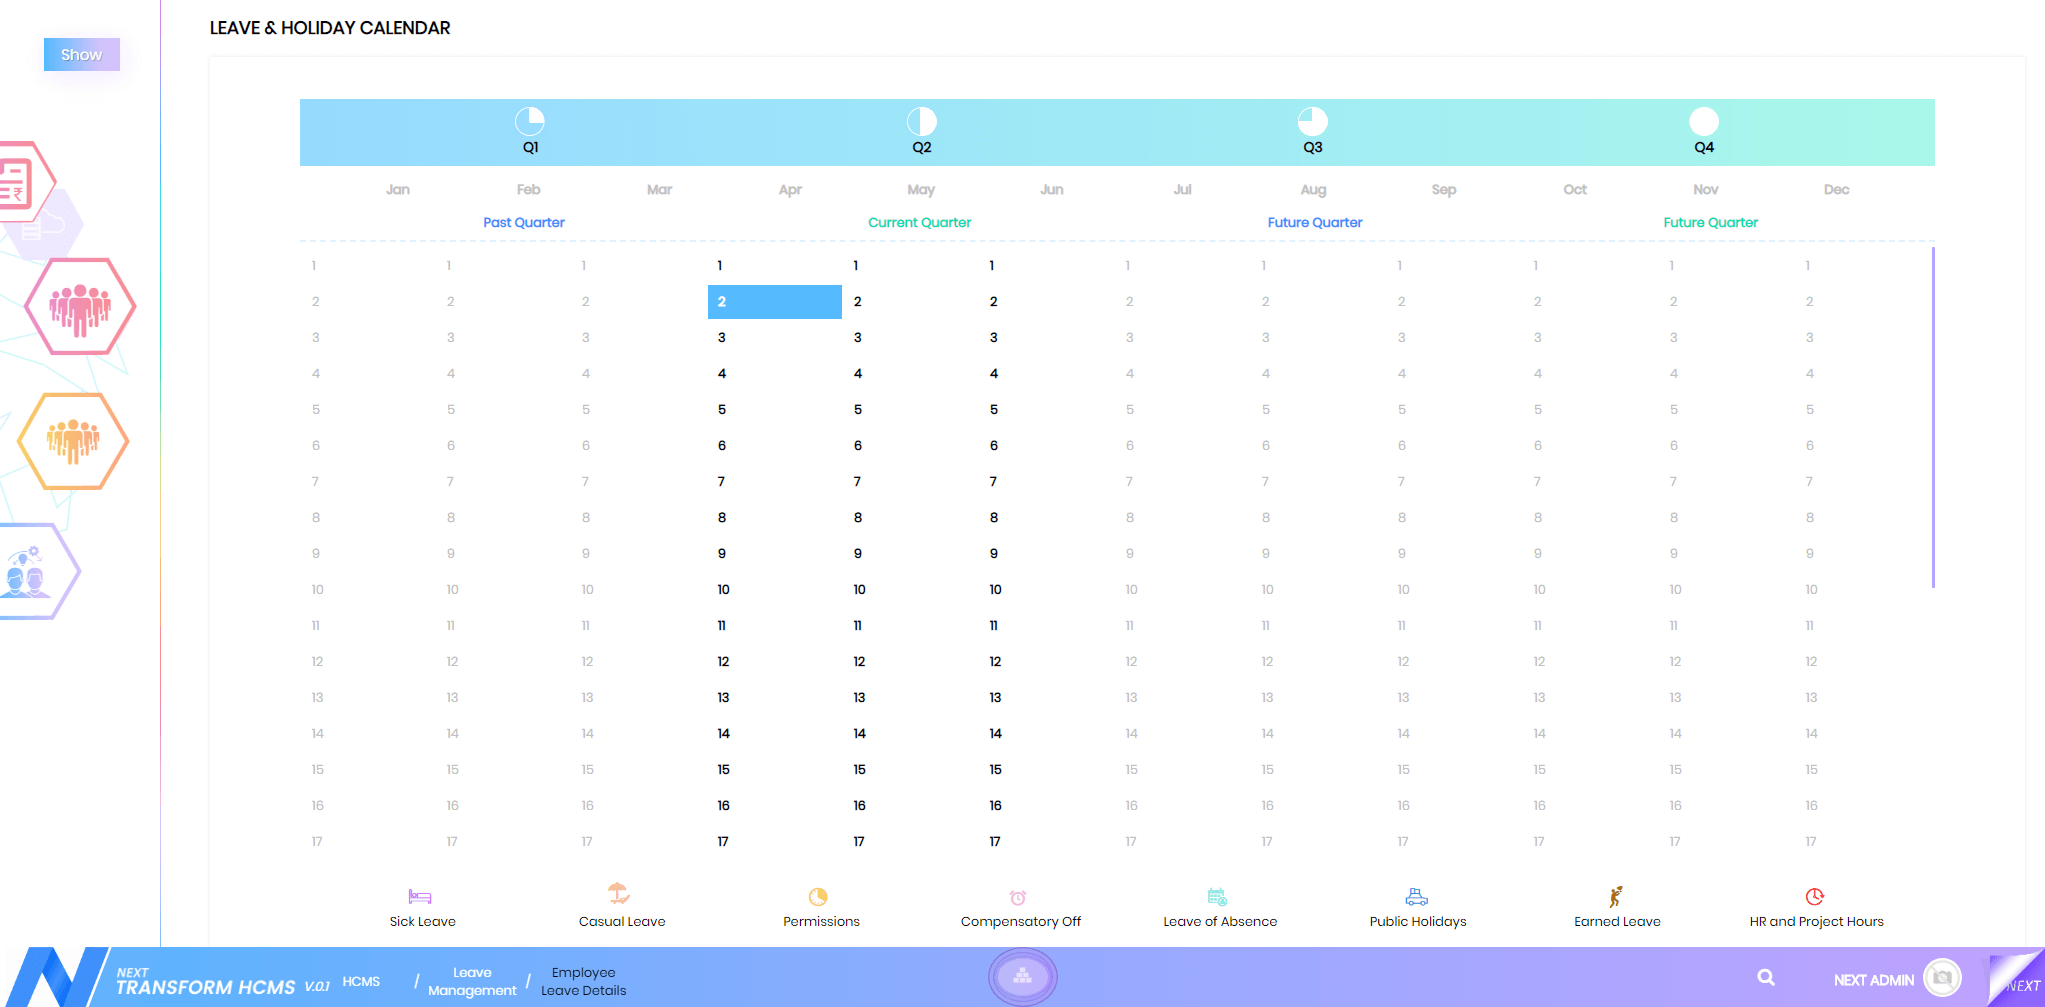 LEAVE & HOLIDAY CALENDAR
Show
Q1 Q2 Q3 Q4
Jan Feb Mar Apr May Jun Jul Aug Sep Oct Nov Dec
Past Quarter Current Quarter Future Quarter Future Quarter
1 1 1 1 1 1 1 1 1 1 1 1
2 2 2 2 2 2 2 2 2 2 2 2
3 3 3 3 3 3 3 3 3 3 3 3
4 4 4 4 4 4 4 4 4 4 4 4
5 5 5 5 5 5 5 5 5 5 5 5
6 6 6 6 6 6 6 6 6 6 6 6
7 7 7 7 7 7 7 7 7 7 7 7
8 8 8 8 8 8 8 8 8 8 8 8
9 9 9 9 9 9 9 9 9 9 9 9
10 10 10 10 10 10 10 10 10 10 10 10
11 11 11 11 11 11 11 11 11 11 11 11
12 12 12 12 12 12 12 12 12 12 12 12
13 13 13 13 13 13 13 13 13 13 13 13
14 14 14 14 14 14 14 14 14 14 14 14
15 15 15 15 15 15 15 15 15 15 15 15
16 16 16 16 16 16 16 16 16 16 16 16
17 17 17 17 17 17 17 17 17 17 17 17
Sick Leave Casual Leave Permissions Compensatory Off Leave of Absence Public Holidays Earned Leave HR and Project Hours
NEXT
TRANSFORM HCMS V.0.1
HCMS /
Leave
Management /
Employee
Leave Details
NEXT ADMIN
NEXT